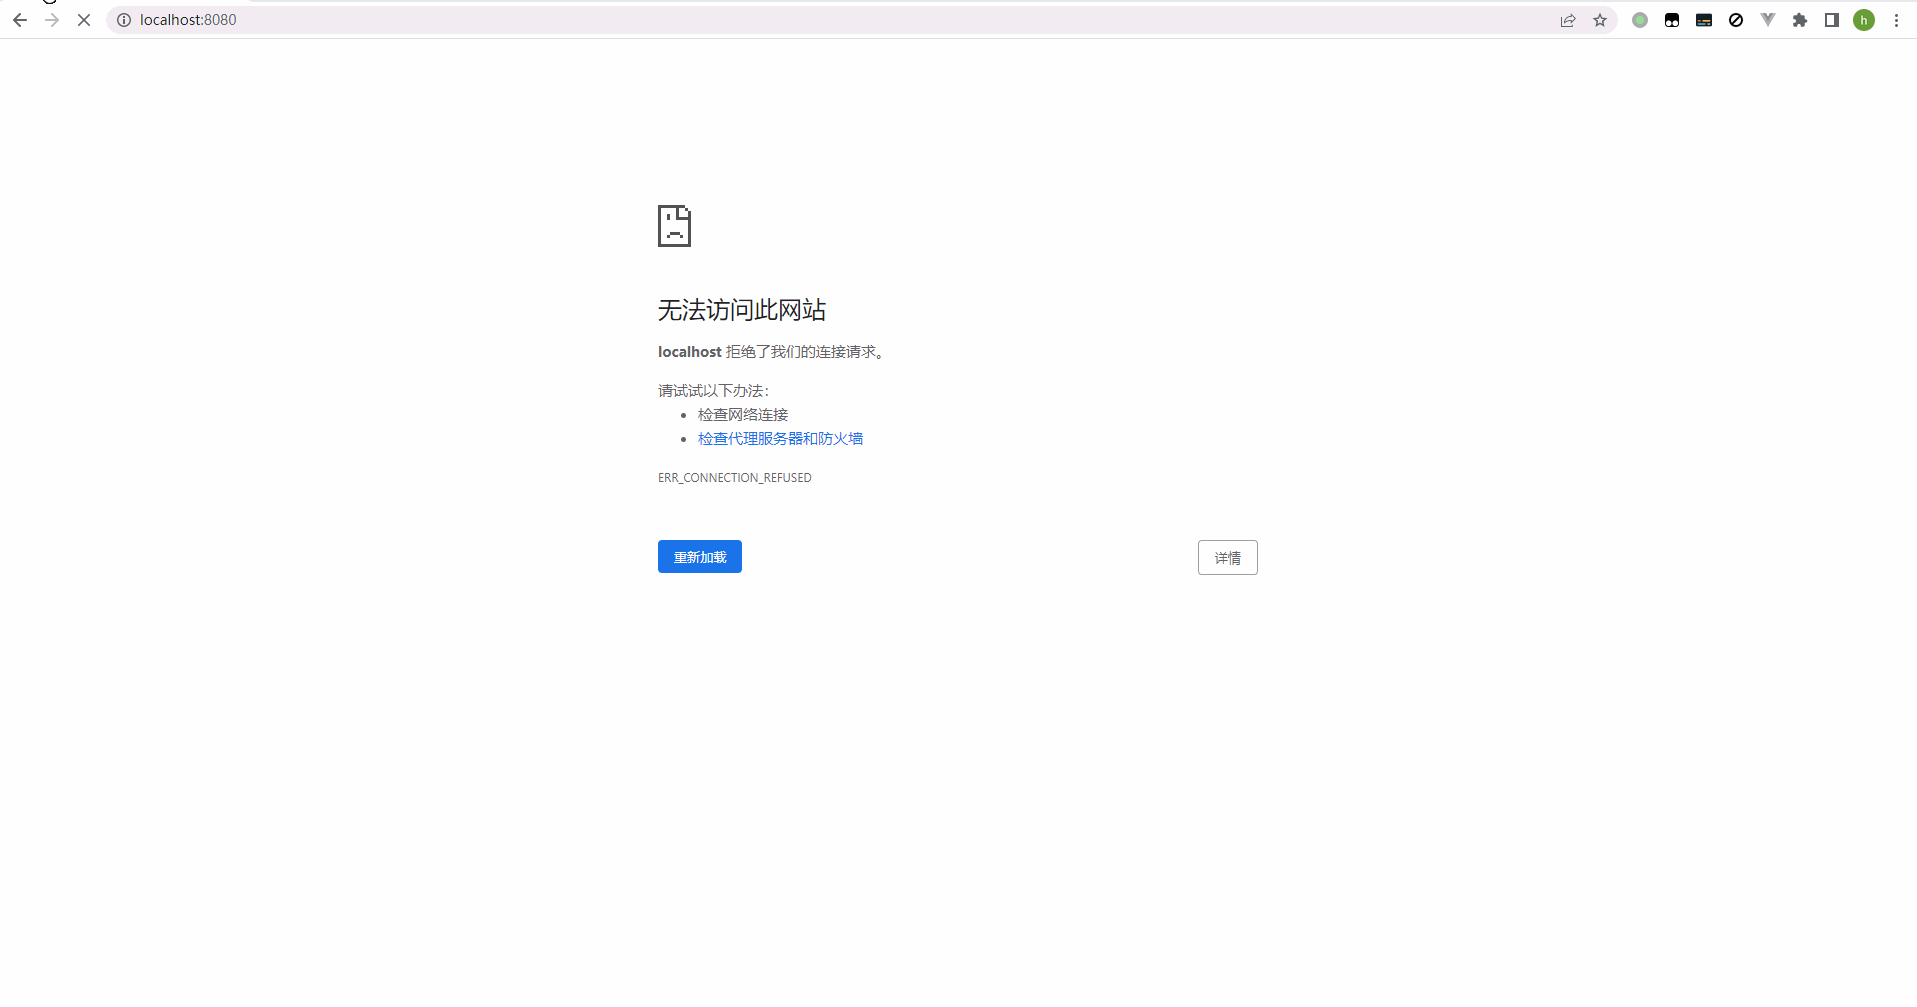 localhost:8080
h
无法访问此网站
localhost 拒绝了我们的连接请求。
请试试以下办法：
检查网络连接
检查代理服务器和防火墙
ERR_CONNECTION_REFUSED
重新加载
详情